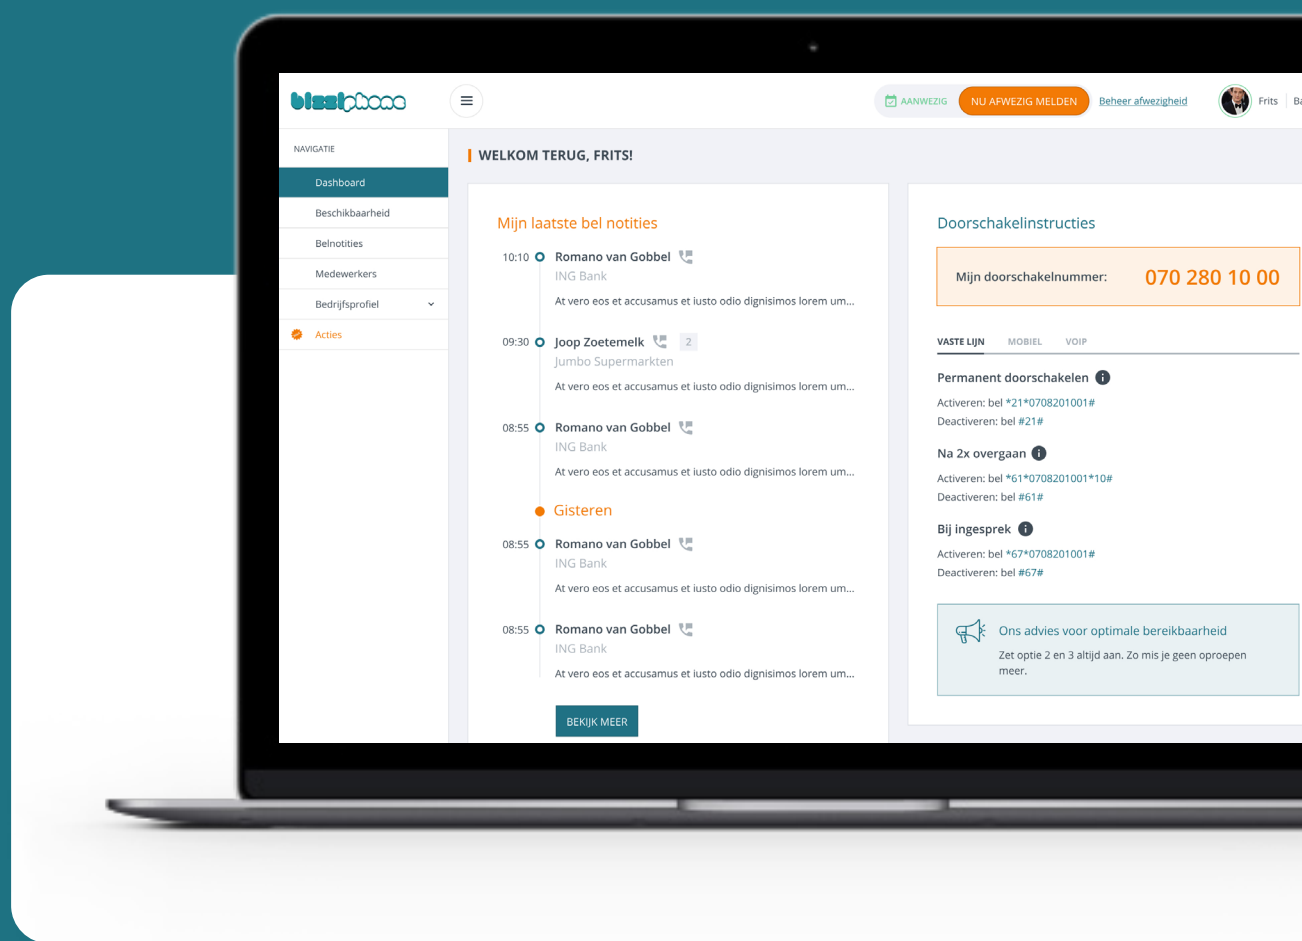 bizziphone
AANWEZIG
NU AFWEZIG MELDEN
Beheer afwezigheid
Frits
NAVIGATIE
Dashboard
Beschikbaarheid
Belnotities
Medewerkers
Bedrijfsprofiel
Acties
WELKOM TERUG, FRITS!
Mijn laatste bel notities
10:10 Romano van Gobbel
ING Bank
At vero eos et accusamus et iusto odio dignisimos lorem um...
09:30 Joop Zoetemelk 2
Jumbo Supermarkten
At vero eos et accusamus et iusto odio dignisimos lorem um...
08:55 Romano van Gobbel
ING Bank
At vero eos et accusamus et iusto odio dignisimos lorem um...
Gisteren
08:55 Romano van Gobbel
ING Bank
At vero eos et accusamus et iusto odio dignisimos lorem um...
08:55 Romano van Gobbel
ING Bank
At vero eos et accusamus et iusto odio dignisimos lorem um...
BEKIJK MEER
Doorschakelinstructies
Mijn doorschakelnummer: 070 280 10 00
VASTE LIJN MOBIEL VOIP
Permanent doorschakelen
Activeren: bel *21*0708201001#
Deactiveren: bel #21#
Na 2x overgaan
Activeren: bel *61*0708201001*10#
Deactiveren: bel #61#
Bij ingesprek
Activeren: bel *67*0708201001#
Deactiveren: bel #67#
Ons advies voor optimale bereikbaarheid
Zet optie 2 en 3 altijd aan. Zo mis je geen oproepen
meer.